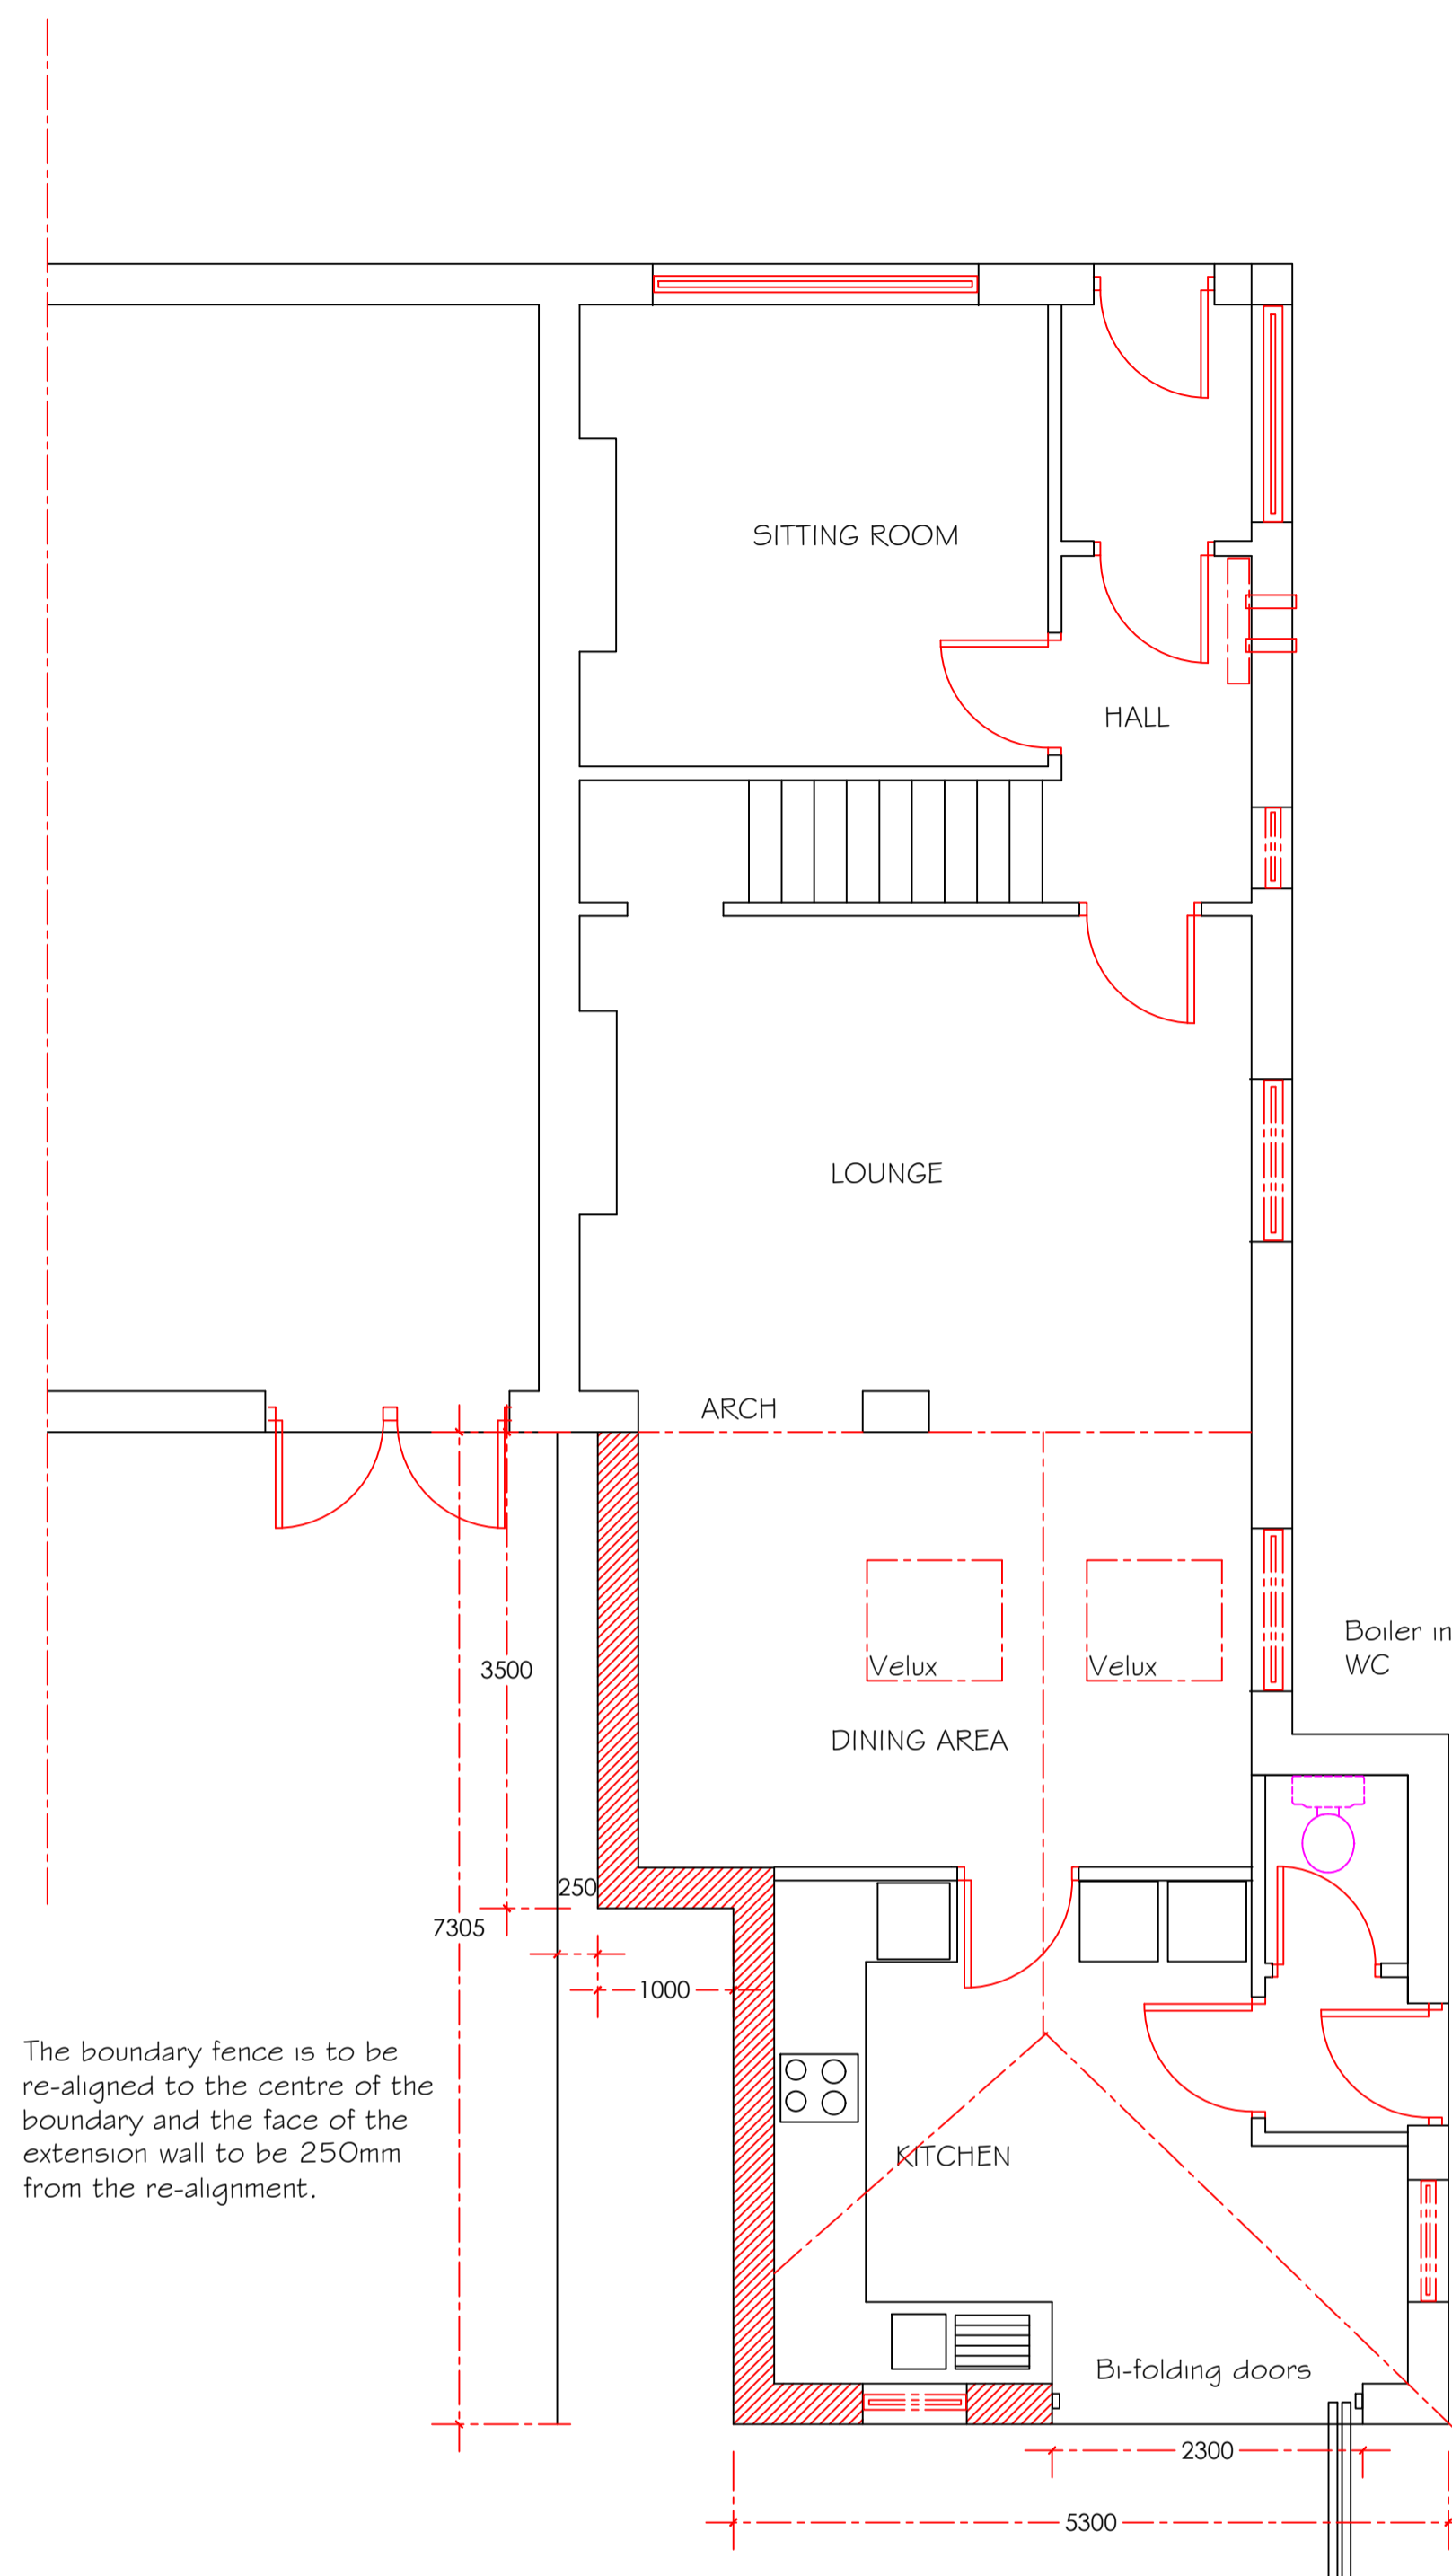 SITTING ROOM
HALL
LOUNGE
ARCH
3500
Velux
Velux
Boiler in
WC
DINING AREA
250
7305
1000
The boundary fence is to be
re-aligned to the centre of the
boundary and the face of the
extension wall to be 250mm
from the re-alignment.
KITCHEN
Bi-folding doors
2300
5300